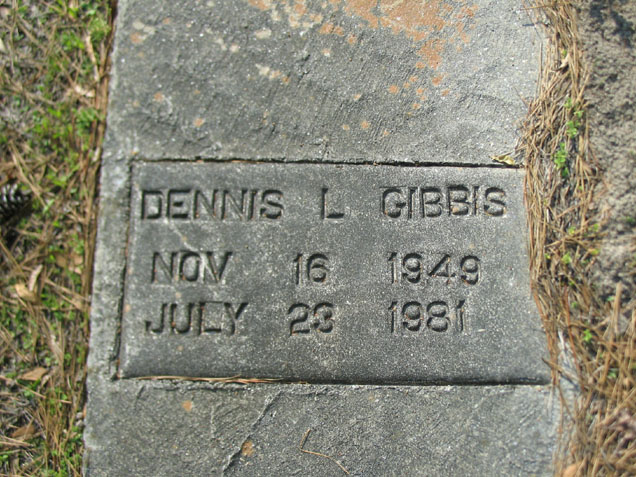 DENNIS L GIBBIS
NOV 16 1949
JULY 23 1981